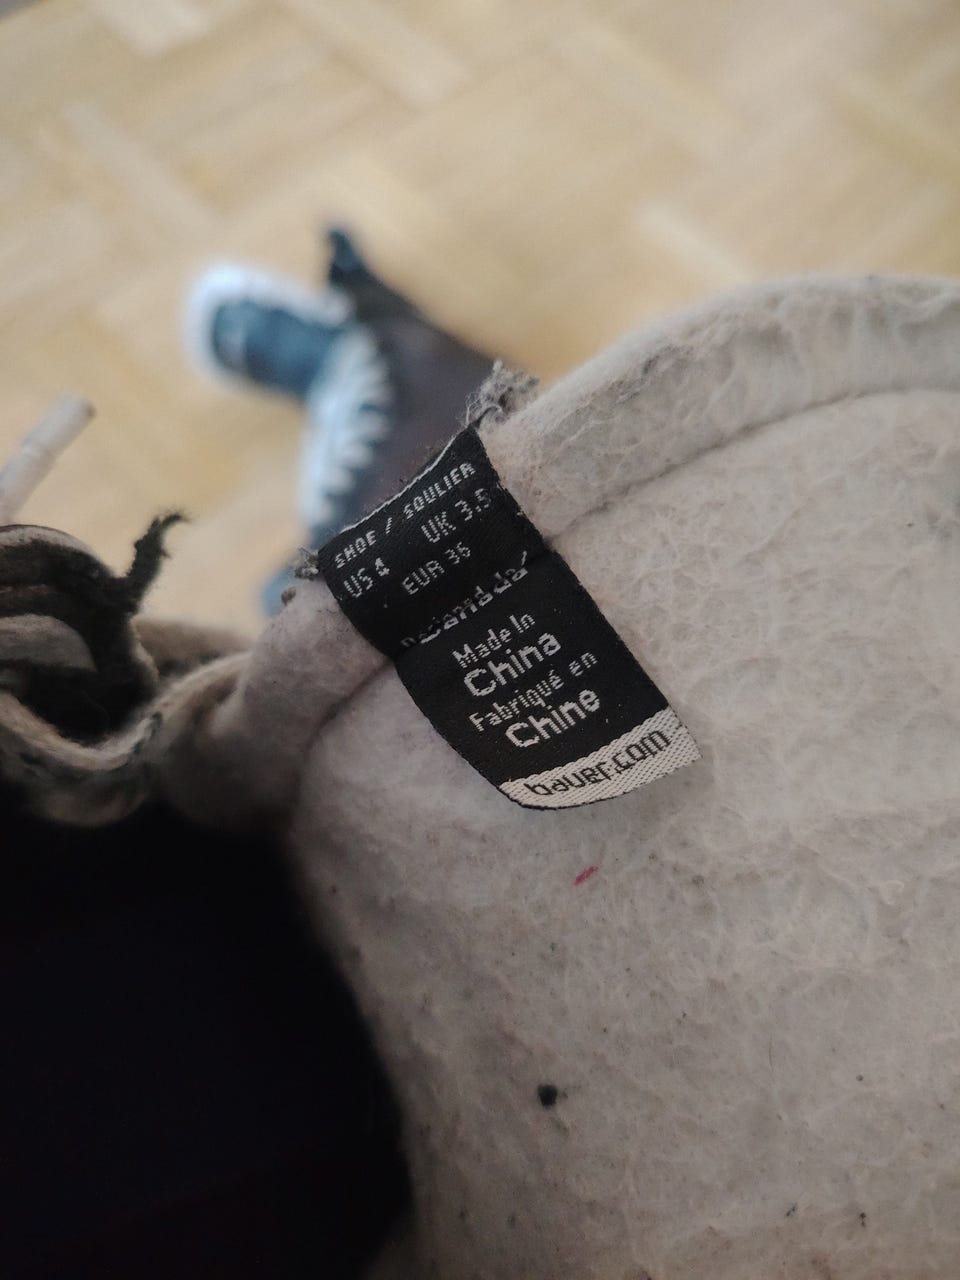 SHOE / SOULIER
US 4 UK 3.5
EUR 36
Made In
China
Fabriqué en
Chine
bauer.com